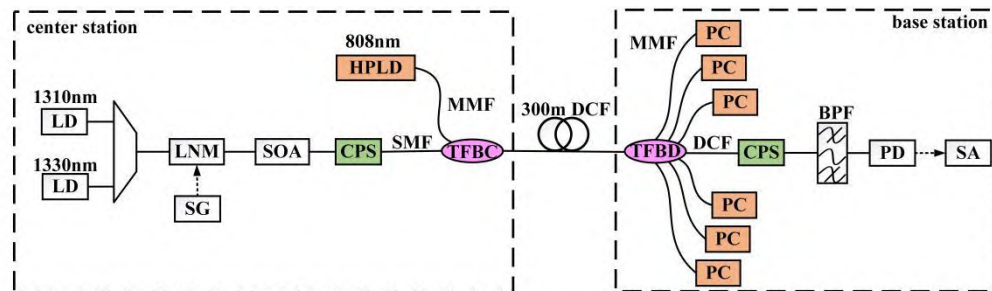 center station
base station
808nm
HPLD
1310nm
LD
1330nm
LD
LNM
SG
SOA
CPS
SMF
MMF
TFBC
300m DCF
TFBD
MMF
PC
PC
PC
DCF
CPS
BPF
PD
SA
PC
PC
PC